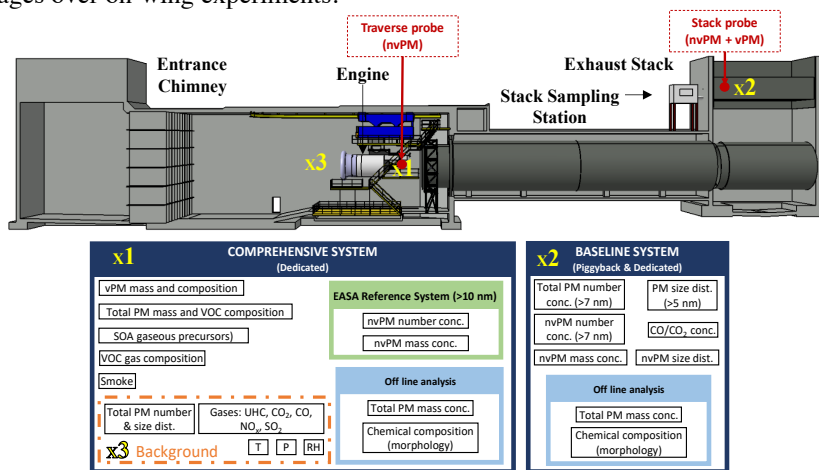 ages over on-wing experiments.
Traverse probe
(nvPM)
Stack probe
(nvPM + vPM)
Entrance
Chimney
Engine
Exhaust Stack
Stack Sampling
Station
x2
x3
x1
x1
COMPREHENSIVE SYSTEM
(Dedicated)
vPM mass and composition
Total PM mass and VOC composition
SOA gaseous precursors)
VOC gas composition
Smoke
Total PM number
& size dist.
Gases: UHC, CO₂, CO,
NOₓ, SO₂
x3 Background
T
P
RH
EASA Reference System (>10 nm)
nvPM number conc.
nvPM mass conc.
Off line analysis
Total PM mass conc.
Chemical composition
(morphology)
x2
BASELINE SYSTEM
(Piggyback & Dedicated)
Total PM number
conc. (>7 nm)
PM size dist.
(>5 nm)
nvPM number
conc. (>7 nm)
CO/CO₂ conc.
nvPM mass conc.
nvPM size dist.
Off line analysis
Total PM mass conc.
Chemical composition
(morphology)